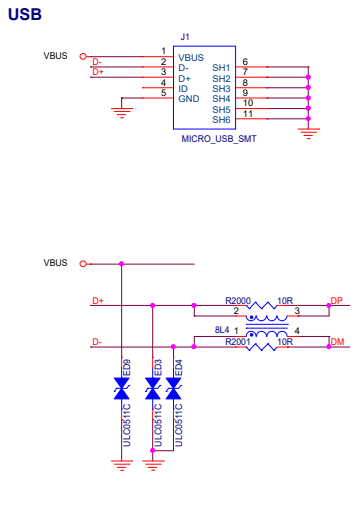 USB
J1
VBUS
1
VBUS
D-
2
D-
SH1
6
D+
3
D+
SH2
7
4
ID
SH3
8
5
GND
SH4
9
SH5
10
SH6
11
MICRO_USB_SMT
VBUS
D+
R2000
10R
DP
2
3
8L4
1
4
D-
R2001
10R
DM
ED9
ED3
ED4
ULC0511C
ULC0511C
ULC0511C